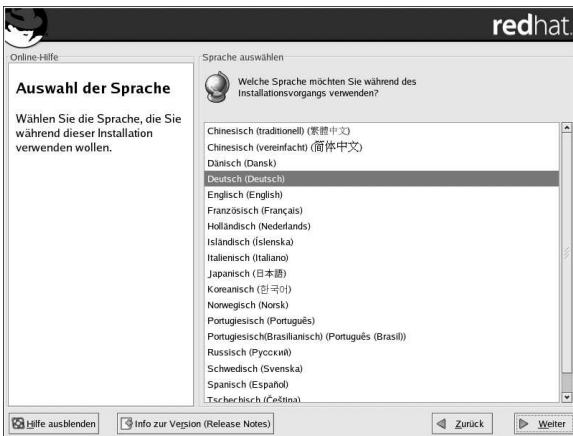 redhat.
Online-Hilfe
Auswahl der Sprache
Wählen Sie die Sprache, die Sie
während dieser Installation
verwenden wollen.
Sprache auswählen
Welche Sprache möchten Sie während des
Installationsvorgangs verwenden?
Chinesisch (traditionell) (繁體中文)
Chinesisch (vereinfacht) (简体中文)
Dänisch (Dansk)
Deutsch (Deutsch)
Englisch (English)
Französisch (Français)
Holländisch (Nederlands)
Isländisch (Íslenska)
Italienisch (Italiano)
Japanisch (日本語)
Koreanisch (한국어)
Norwegisch (Norsk)
Portugiesisch (Português)
Portugiesisch(Brasilianisch) (Português (Brasil))
Russisch (Русский)
Schwedisch (Svenska)
Spanisch (Español)
Tschechisch (Čeština)
Hilfe ausblenden
Info zur Version (Release Notes)
Zurück
Weiter